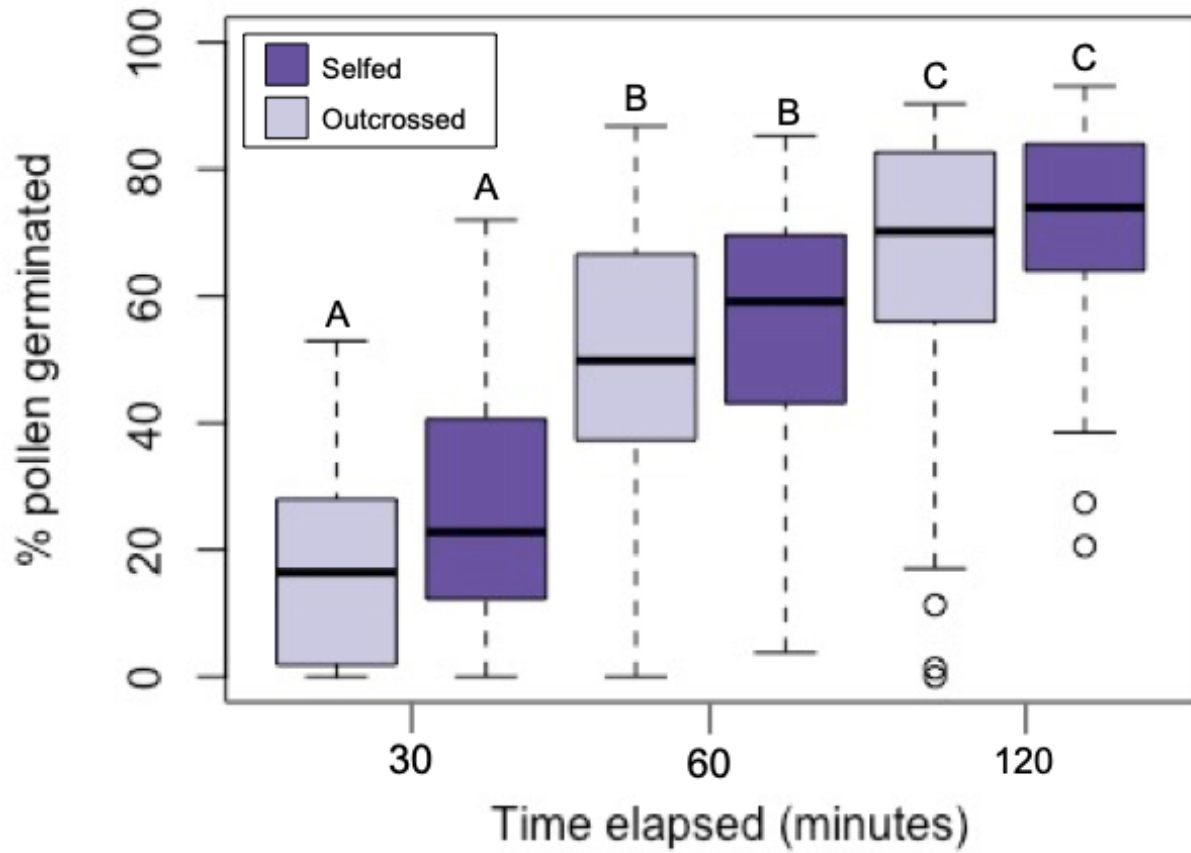 Selfed
Outcrossed
% pollen germinated
100
80
60
40
20
0
A
A
B
B
C
C
30
60
120
Time elapsed (minutes)